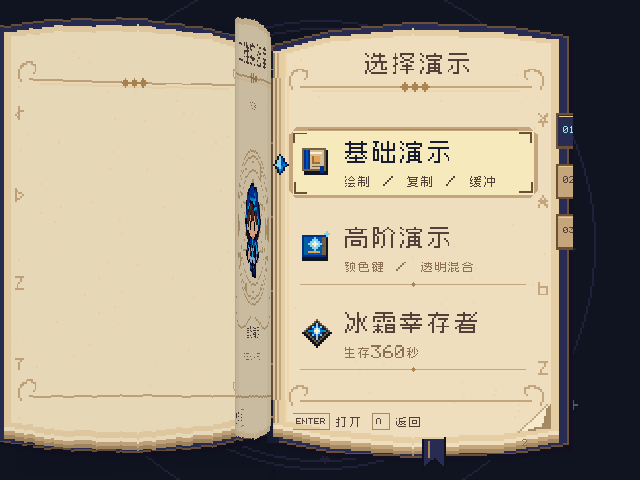 选择演示
基础演示
绘制 / 复制 / 缓冲
高阶演示
颜色键 / 透明混合
冰霜幸存者
生存360秒
ENTER 打开 返回
01
02
03